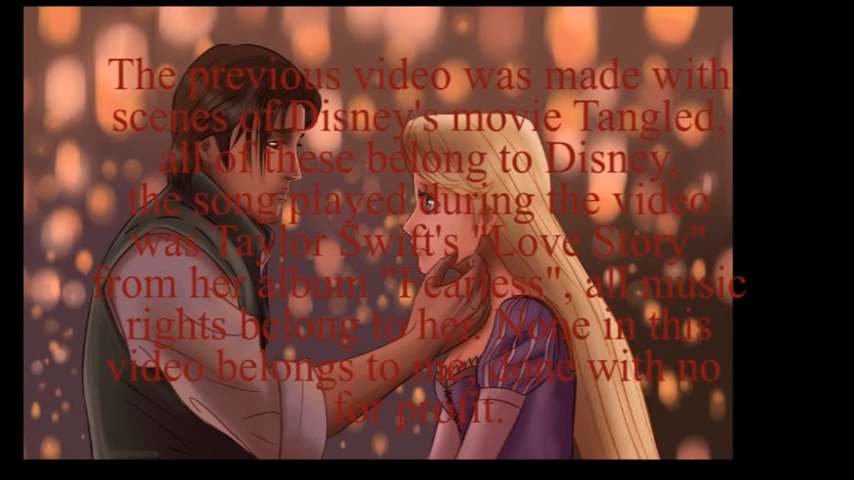 The previous video was made with
scenes of Disney's movie Tangled,
all of these belong to Disney,
the song played during the video
was Taylor Swift's "Love Story"
from her album "Fearless", all music
rights belong to her. None in this
video belongs to me, done with no
for profit.